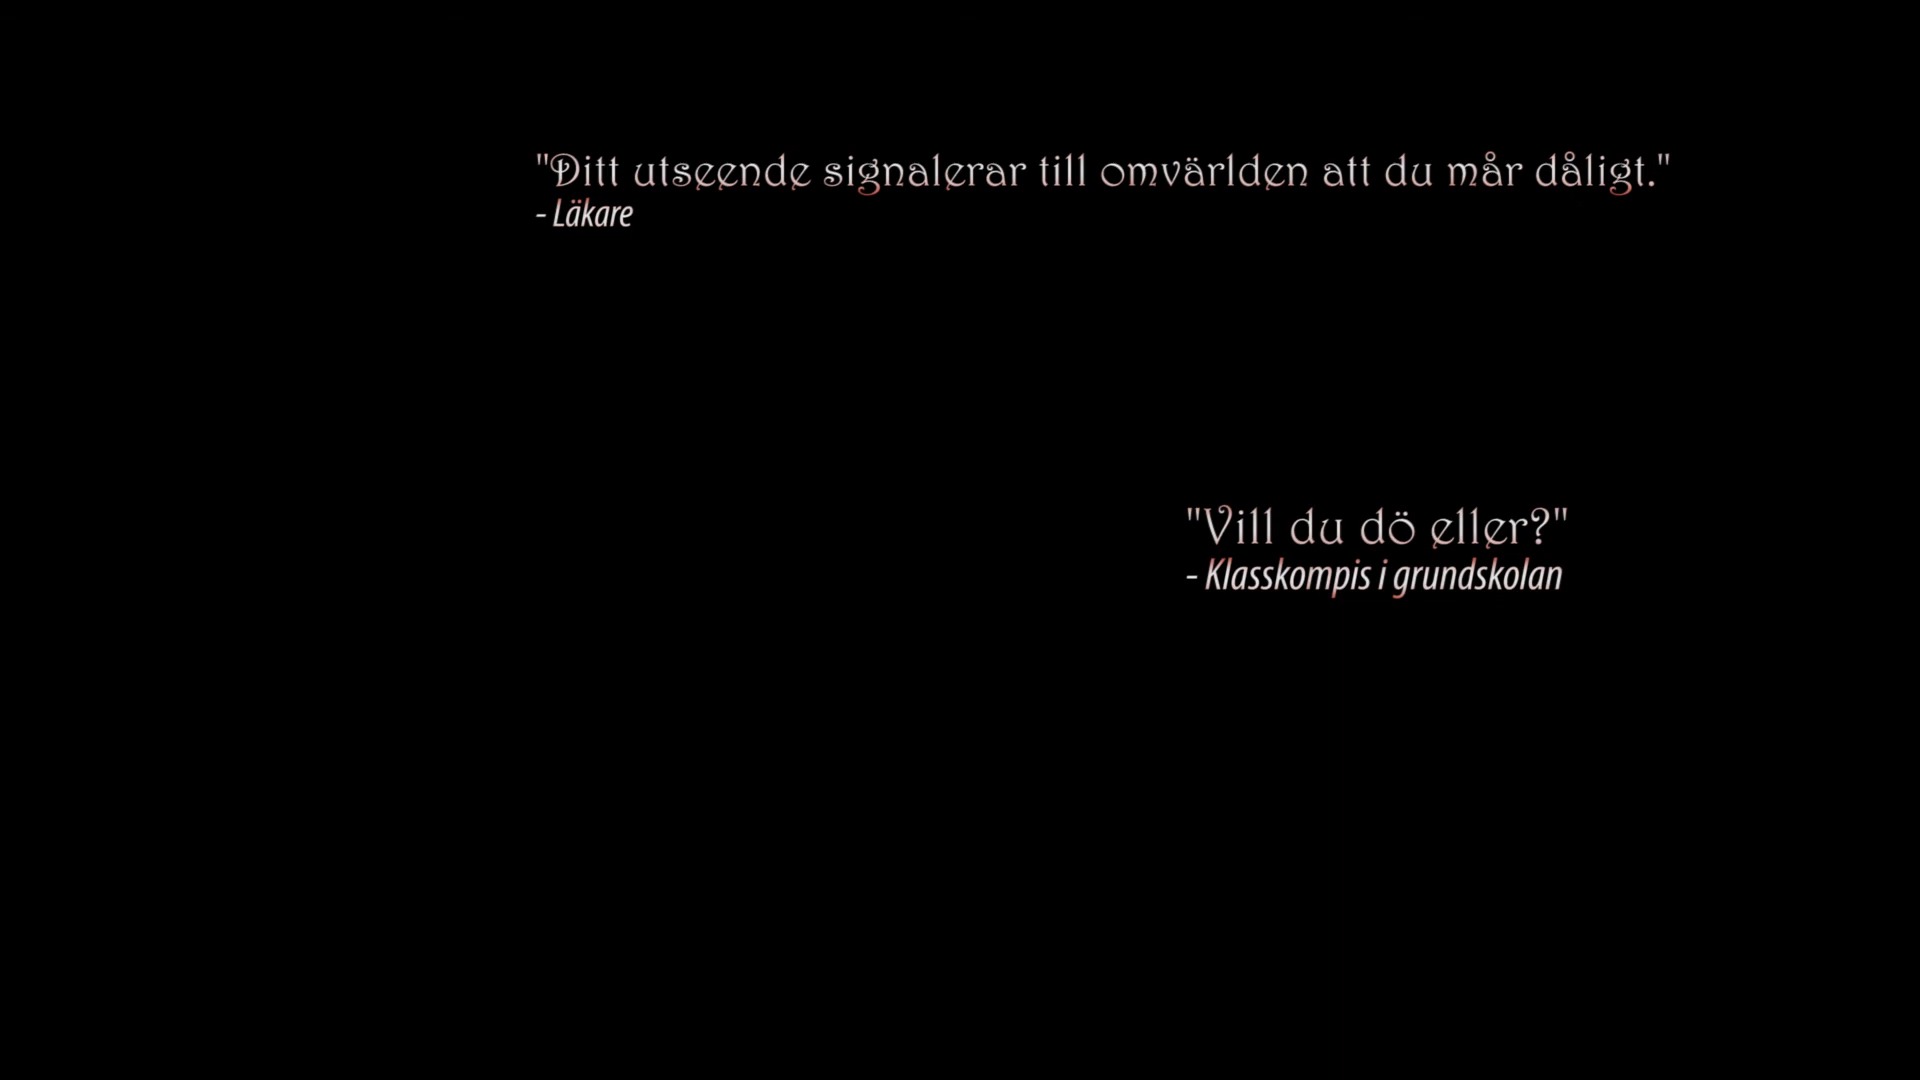 "Ditt utseende signalerar till omvärlden att du mår dåligt."
- Läkare
"Vill du dö eller?"
- Klasskompis i grundskolan